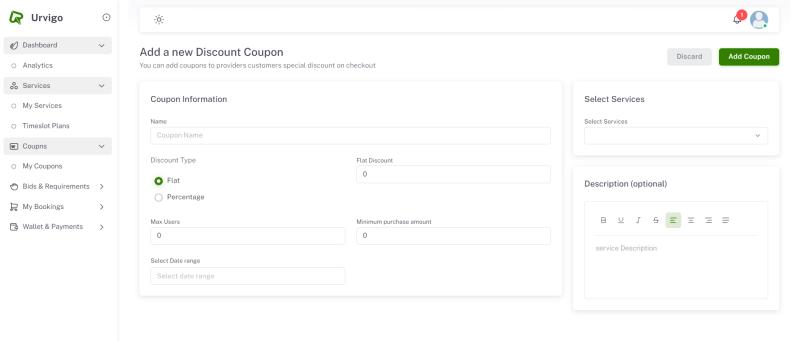 Urvigo
1
Dashboard
Analytics
Services
My Services
Timeslot Plans
Coupns
My Coupons
Bids & Requirements
My Bookings
Wallet & Payments
Add a new Discount Coupon
You can add coupons to providers customers special discount on checkout
Discard
Add Coupon
Coupon Information
Name
Coupon Name
Discount Type
Flat
Percentage
Flat Discount
0
Max Users
0
Minimum purchase amount
0
Select Date range
Select date range
Select Services
Select Services
Description (optional)
B U I S
service Description